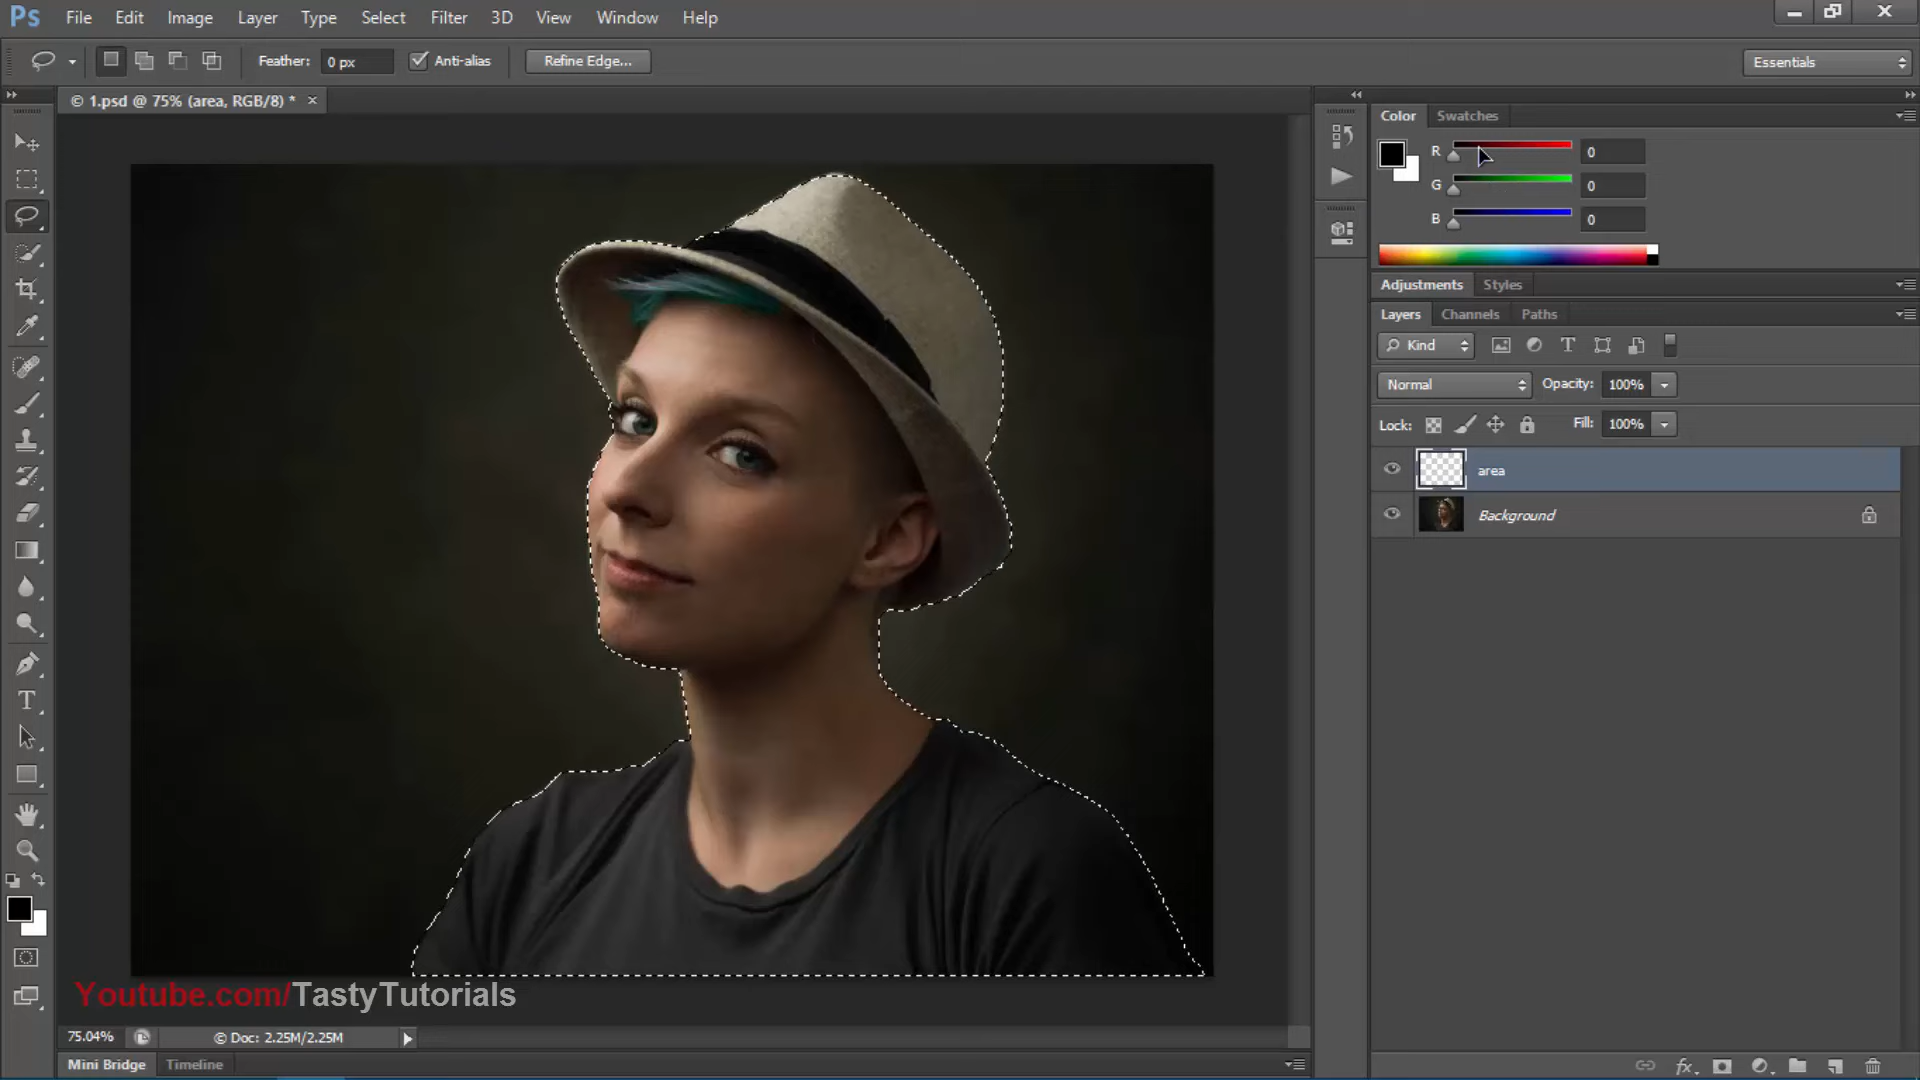 Ps File Edit Image Layer Type Select Filter 3D View Window Help
Feather: 0 px Anti-alias Refine Edge... Essentials
© 1.psd @ 75% (area, RGB/8) * ×
Color Swatches
R 0
G 0
B 0
Adjustments Styles
Layers Channels Paths
Kind
Normal Opacity: 100%
Lock: Fill: 100%
area
Background
Youtube.com/TastyTutorials
75.04% © Doc: 2.25M/2.25M
Mini Bridge Timeline